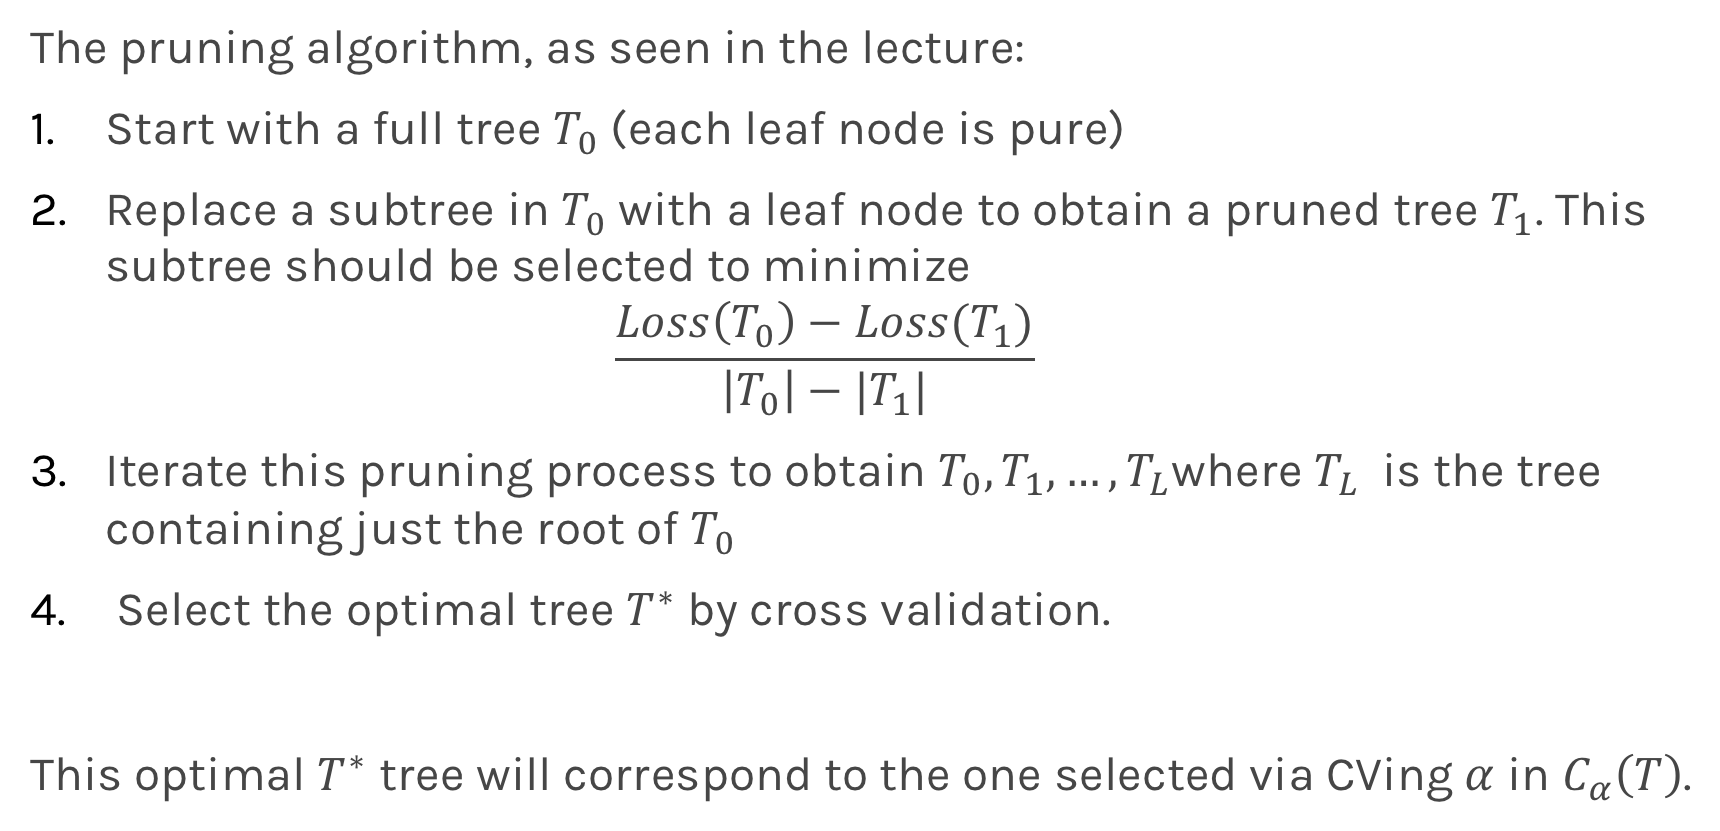 The pruning algorithm, as seen in the lecture:
1. Start with a full tree T₀ (each leaf node is pure)
2. Replace a subtree in T₀ with a leaf node to obtain a pruned tree T₁. This
subtree should be selected to minimize
Loss(T₀) − Loss(T₁)
|T₀| − |T₁|
3. Iterate this pruning process to obtain T₀, T₁, … , T_L where T_L is the tree
containing just the root of T₀
4. Select the optimal tree T* by cross validation.
This optimal T* tree will correspond to the one selected via CVing α in C_α(T).